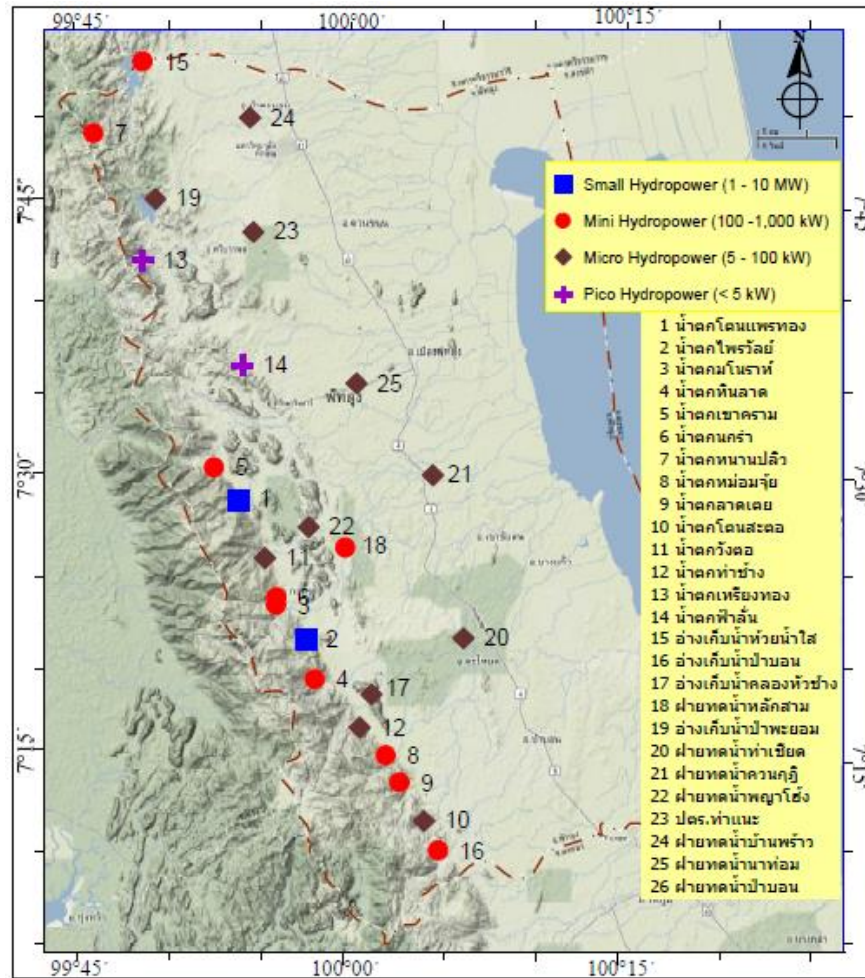 99°45´
100°00´
100°15´
N
15
7
24
7°45´
19
23
13
14
25
พัทลุง
5
7°30´
1
21
22
18
11
6
3
2
20
4
17
12
7°15´
8
9
10
16
Small Hydropower (1 - 10 MW)
Mini Hydropower (100 -1,000 kW)
Micro Hydropower (5 - 100 kW)
Pico Hydropower (< 5 kW)
1 น้ำตกโตนแพรทอง
2 น้ำตกไพรวัลย์
3 น้ำตกมโนราห์
4 น้ำตกหินลาด
5 น้ำตกเขาคราม
6 น้ำตกนกรำ
7 น้ำตกหนานปลิว
8 น้ำตกหม่อมจุ้ย
9 น้ำตกลาดเตย
10 น้ำตกโตนสะตอ
11 น้ำตกวังตอ
12 น้ำตกท่าช้าง
13 น้ำตกเหรียงทอง
14 น้ำตกฟ้าลั่น
15 อ่างเก็บน้ำห้วยน้ำใส
16 อ่างเก็บน้ำป่าบอน
17 อ่างเก็บน้ำคลองหัวช้าง
18 ฝายทดน้ำหลักสาม
19 อ่างเก็บน้ำป่าพะยอม
20 ฝายทดน้ำท่าเชียด
21 ฝายทดน้ำควนกุฏิ
22 ฝายทดน้ำพญาโฮ้ง
23 ปตร.ท่าแนะ
24 ฝายทดน้ำบ้านพร้าว
25 ฝายทดน้ำนาท่อม
26 ฝายทดน้ำป่าบอน
99°45´
100°00´
100°15´